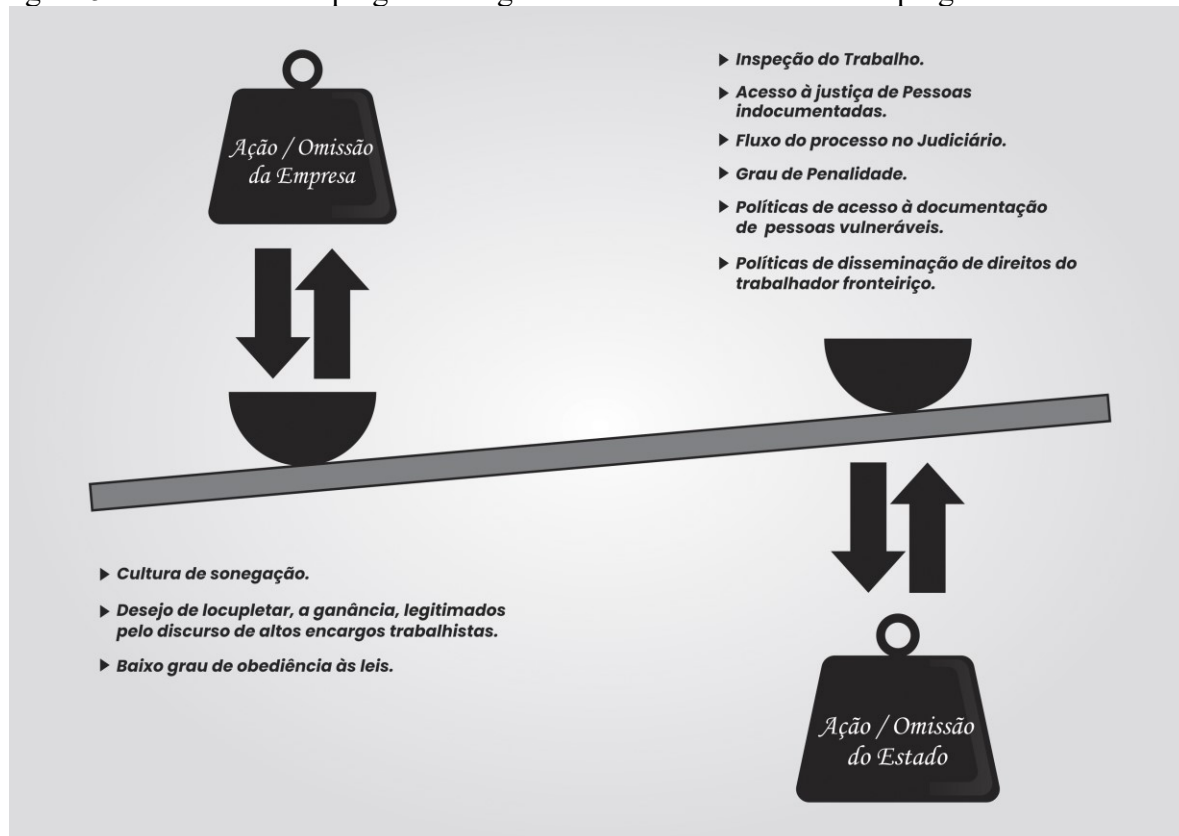 Ação / Omissão
da Empresa
▶ Inspeção do Trabalho.
▶ Acesso à justiça de Pessoas
indocumentadas.
▶ Fluxo do processo no Judiciário.
▶ Grau de Penalidade.
▶ Políticas de acesso à documentação
de pessoas vulneráveis.
▶ Políticas de disseminação de direitos do
trabalhador fronteiriço.
▶ Cultura de sonegação.
▶ Desejo de locupletar, a ganância, legitimados
pelo discurso de altos encargos trabalhistas.
▶ Baixo grau de obediência às leis.
Ação / Omissão
do Estado